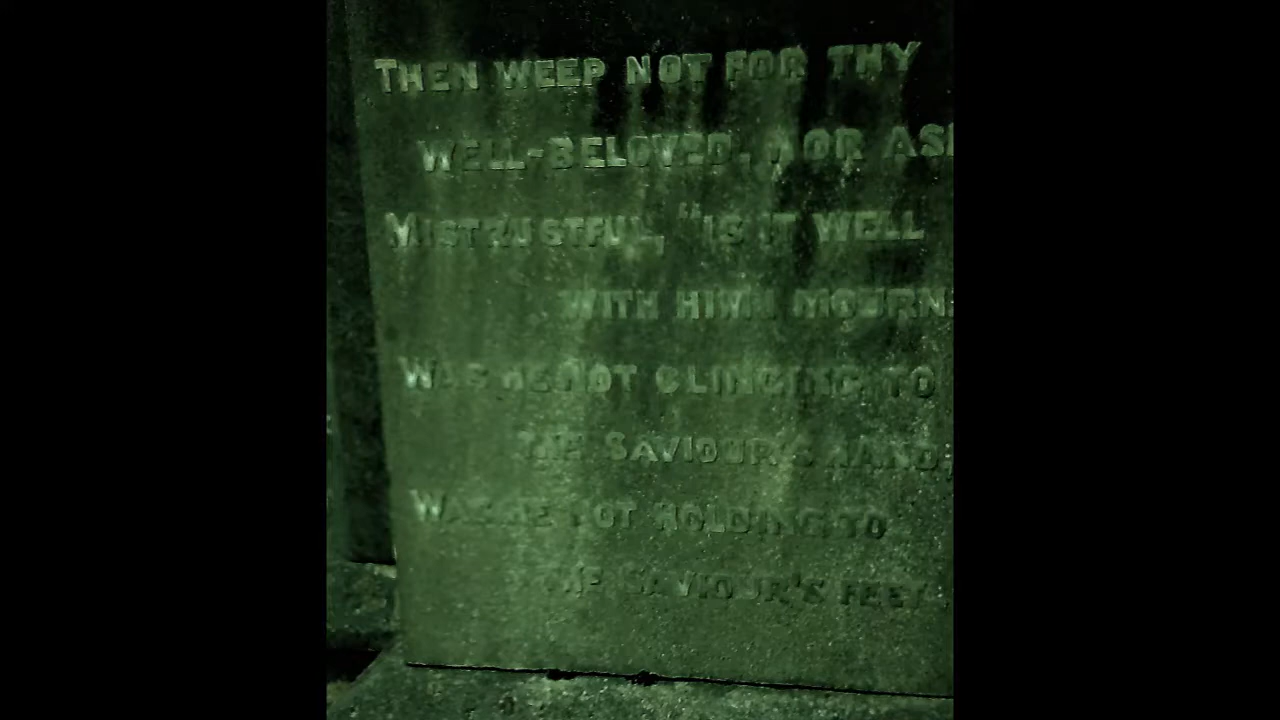 THEN WEEP NOT FOR THY
WELL-BELOVED, NOR ASK
MISTRUSTFUL, "IS IT WELL
WITH HIM MOURN
WAS HE NOT CLINGING TO
THE SAVIOUR'S HAND,
WAS HE NOT HOLDING TO
THE SAVIOUR'S FEET